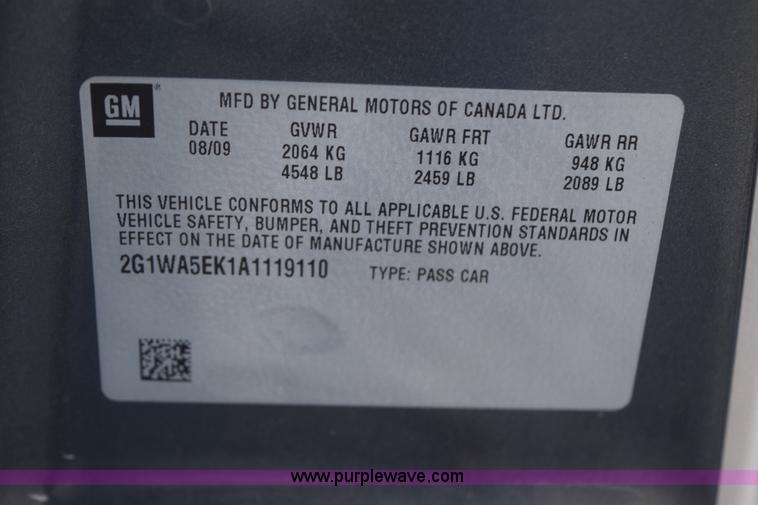 GM
MFD BY GENERAL MOTORS OF CANADA LTD.
DATE GVWR GAWR FRT GAWR RR
08/09 2064 KG 1116 KG 948 KG
4548 LB 2459 LB 2089 LB
THIS VEHICLE CONFORMS TO ALL APPLICABLE U.S. FEDERAL MOTOR
VEHICLE SAFETY, BUMPER, AND THEFT PREVENTION STANDARDS IN
EFFECT ON THE DATE OF MANUFACTURE SHOWN ABOVE.
2G1WA5EK1A1119110 TYPE: PASS CAR
www.purplewave.com